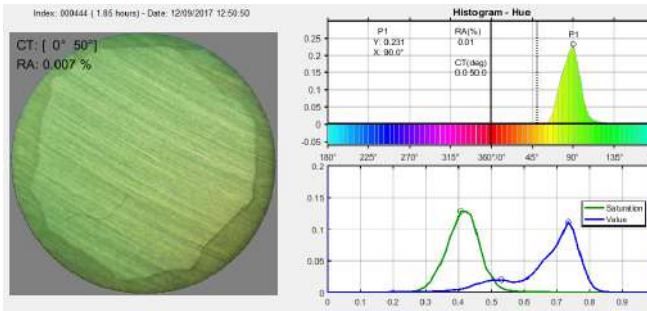 Index: 000444 ( 1.85 hours) - Date: 12/09/2017 12:50:50
CT: [ 0° 50°]
RA: 0.007 %
Histogram - Hue
P1
Y: 0.231
X: 90.0°
RA(%)
0.01
CT(deg)
0.0 50.0
P1
0.25
0.2
0.15
0.1
0.05
0
-0.05
180° 225° 270° 315° 360°/0° 45° 90° 135°
0.2
0.15
0.1
0.05
0
Saturation
Value
0 0.1 0.2 0.3 0.4 0.5 0.6 0.7 0.8 0.9